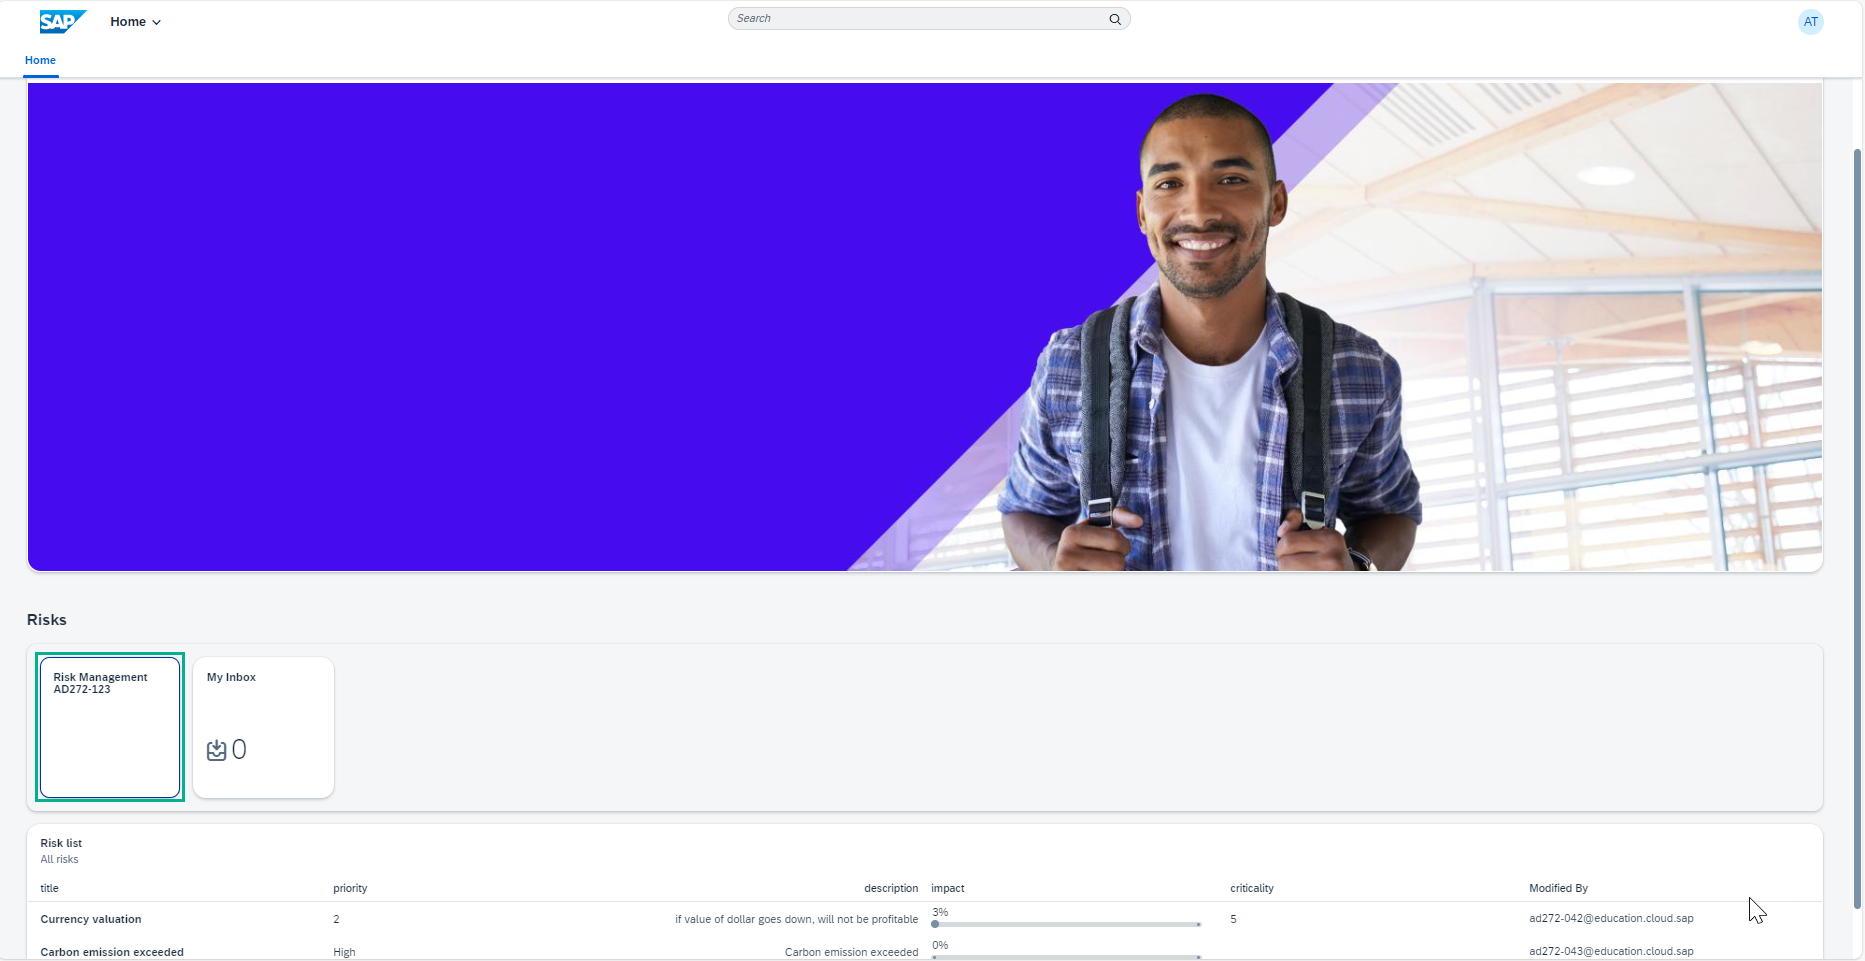 SAP Home
Search
AT
Home
Risks
Risk Management
AD272-123
My Inbox
0
Risk list
All risks
title priority description impact criticality Modified By
Currency valuation 2 if value of dollar goes down, will not be profitable 3% 5 ad272-042@education.cloud.sap
Carbon emission exceeded High Carbon emission exceeded 0% ad272-043@education.cloud.sap